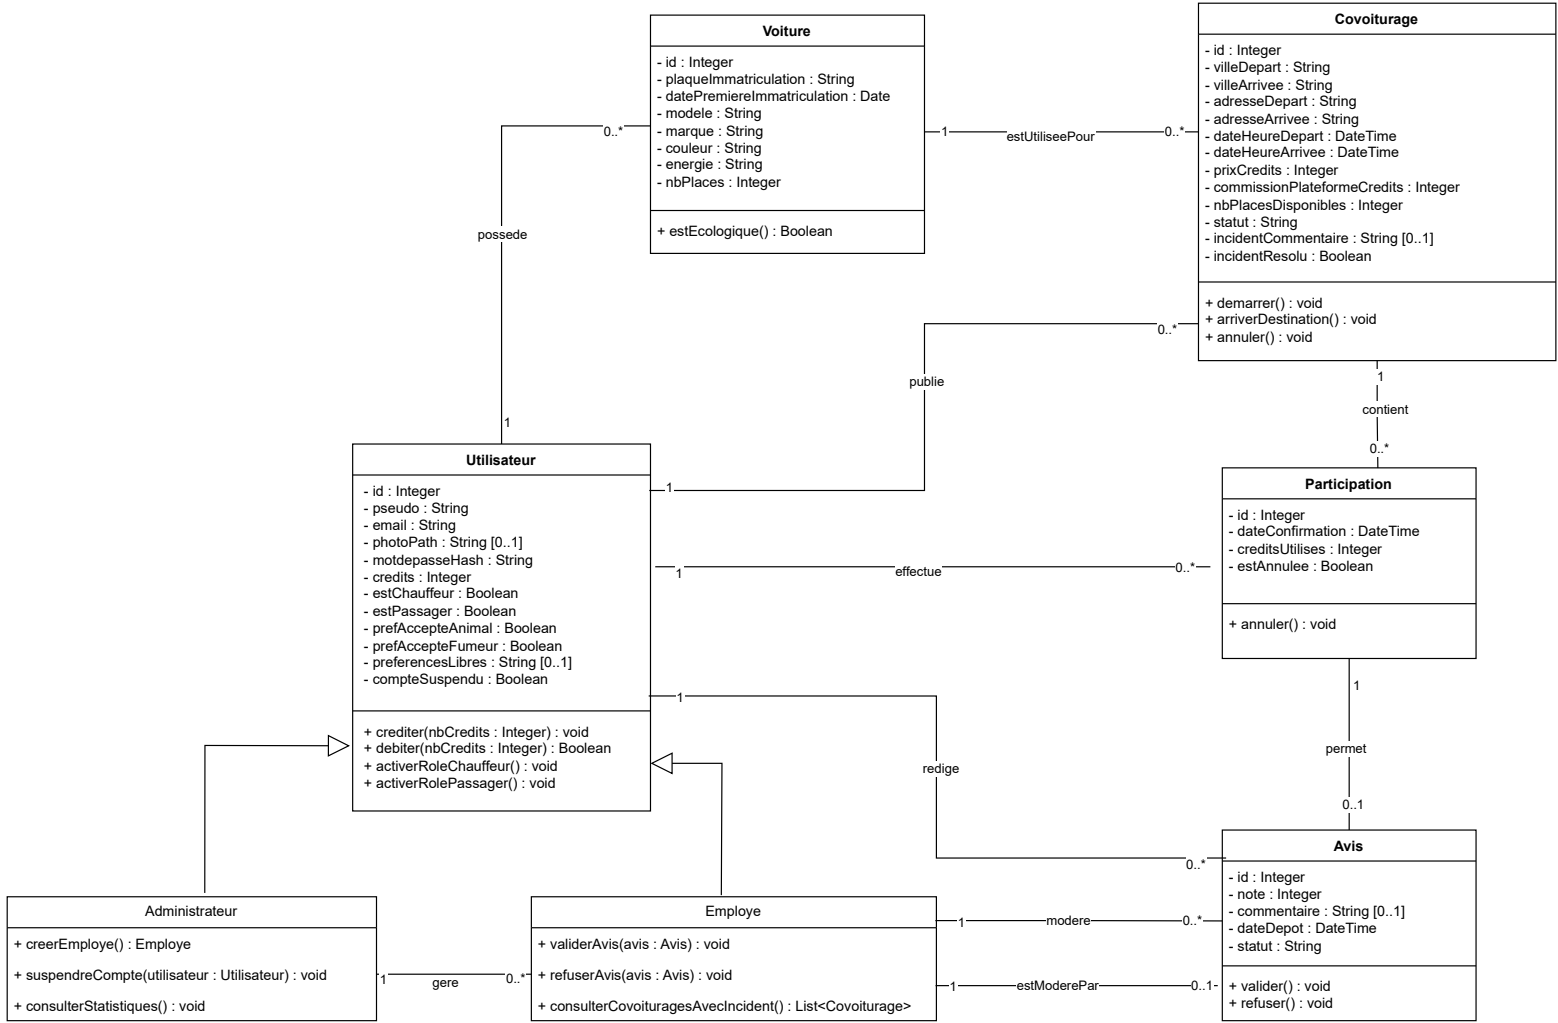 Voiture
- id : Integer
- plaqueImmatriculation : String
- datePremiereImmatriculation : Date
- modele : String
- marque : String
- couleur : String
- energie : String
- nbPlaces : Integer
+ estEcologique() : Boolean
Covoiturage
- id : Integer
- villeDepart : String
- villeArrivee : String
- adresseDepart : String
- adresseArrivee : String
- dateHeureDepart : DateTime
- dateHeureArrivee : DateTime
- prixCredits : Integer
- commissionPlateformeCredits : Integer
- nbPlacesDisponibles : Integer
- statut : String
- incidentCommentaire : String [0..1]
- incidentResolu : Boolean
+ demarrer() : void
+ arriverDestination() : void
+ annuler() : void
0..*
possede
1
1
estUtiliseePour
0..*
0..*
publie
1
1
contient
0..*
Utilisateur
- id : Integer
- pseudo : String
- email : String
- photoPath : String [0..1]
- motdepasseHash : String
- credits : Integer
- estChauffeur : Boolean
- estPassager : Boolean
- prefAccepteAnimal : Boolean
- prefAccepteFumeur : Boolean
- preferencesLibres : String [0..1]
- compteSuspendu : Boolean
+ crediter(nbCredits : Integer) : void
+ debiter(nbCredits : Integer) : Boolean
+ activerRoleChauffeur() : void
+ activerRolePassager() : void
1
effectue
0..*
Participation
- id : Integer
- dateConfirmation : DateTime
- creditsUtilises : Integer
- estAnnulee : Boolean
+ annuler() : void
1
redige
0..*
1
permet
0..1
Administrateur
+ creerEmploye() : Employe
+ suspendreCompte(utilisateur : Utilisateur) : void
+ consulterStatistiques() : void
1
gere
0..*
Employe
+ validerAvis(avis : Avis) : void
+ refuserAvis(avis : Avis) : void
+ consulterCovoituragesAvecIncident() : List<Covoiturage>
1
modere
0..*
1
estModerePar
0..1
Avis
- id : Integer
- note : Integer
- commentaire : String [0..1]
- dateDepot : DateTime
- statut : String
+ valider() : void
+ refuser() : void